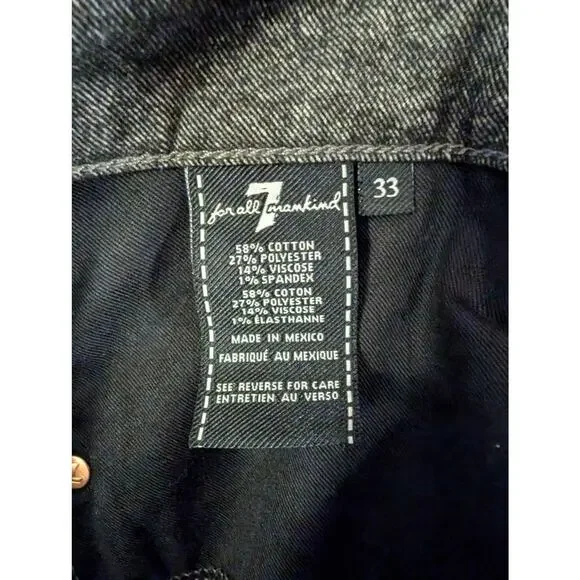 7
for all mankind
33
58% COTTON
27% POLYESTER
14% VISCOSE
1% SPANDEX
58% COTON
27% POLYESTER
14% VISCOSE
1% ÉLASTHANNE
MADE IN MEXICO
FABRIQUÉ AU MEXIQUE
SEE REVERSE FOR CARE
ENTRETIEN AU VERSO